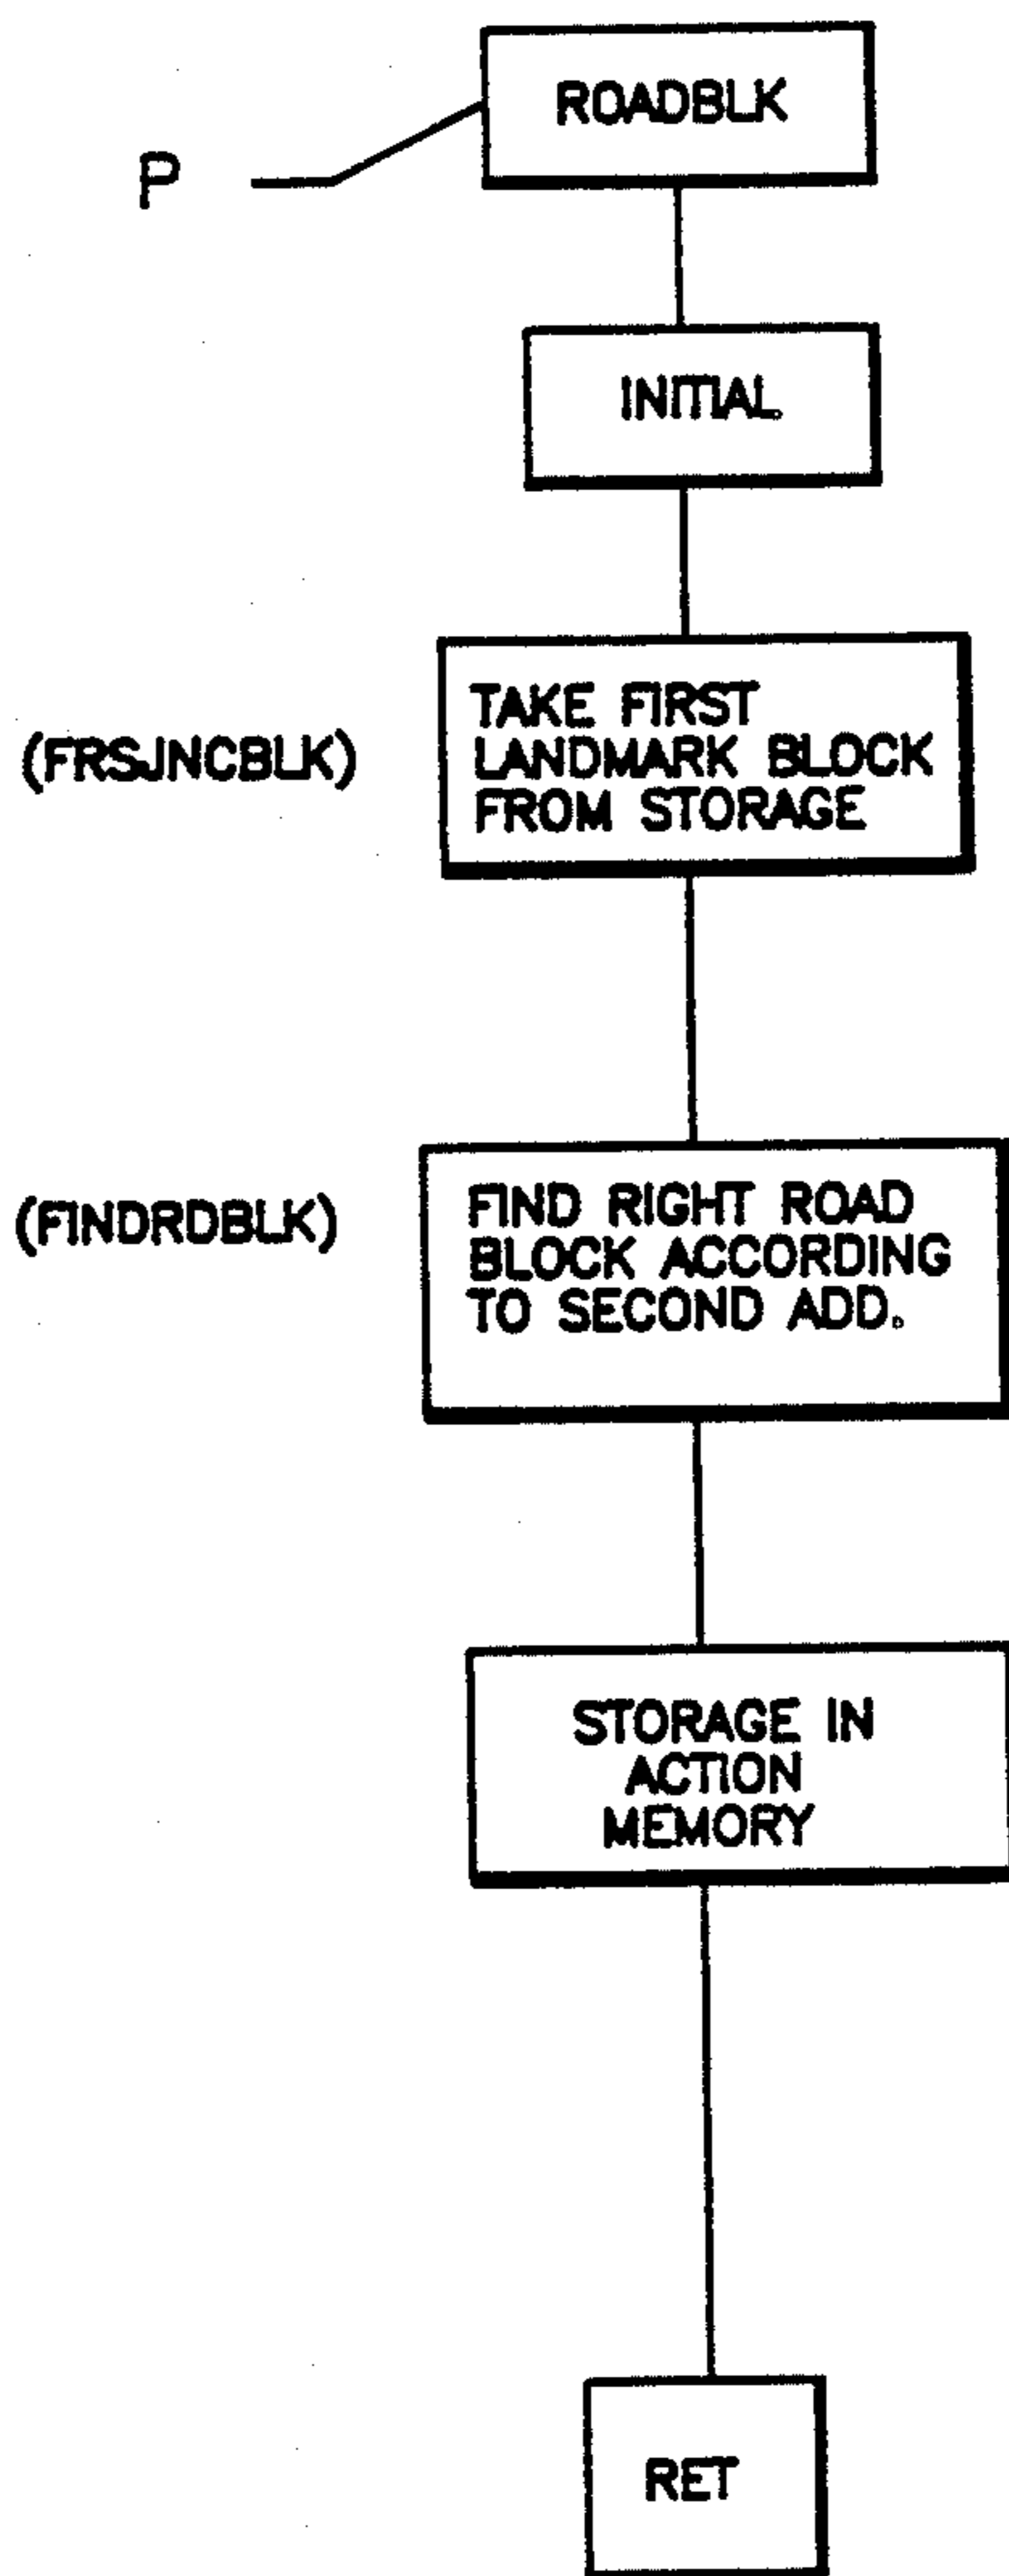 ROADBLK
P
INITIAL.
TAKE FIRST
LANDMARK BLOCK
FROM STORAGE
(FRSJNCBLK)
FIND RIGHT ROAD
BLOCK ACCORDING
TO SECOND ADD.
(FINDRDBLK)
STORAGE IN
ACTION
MEMORY
RET